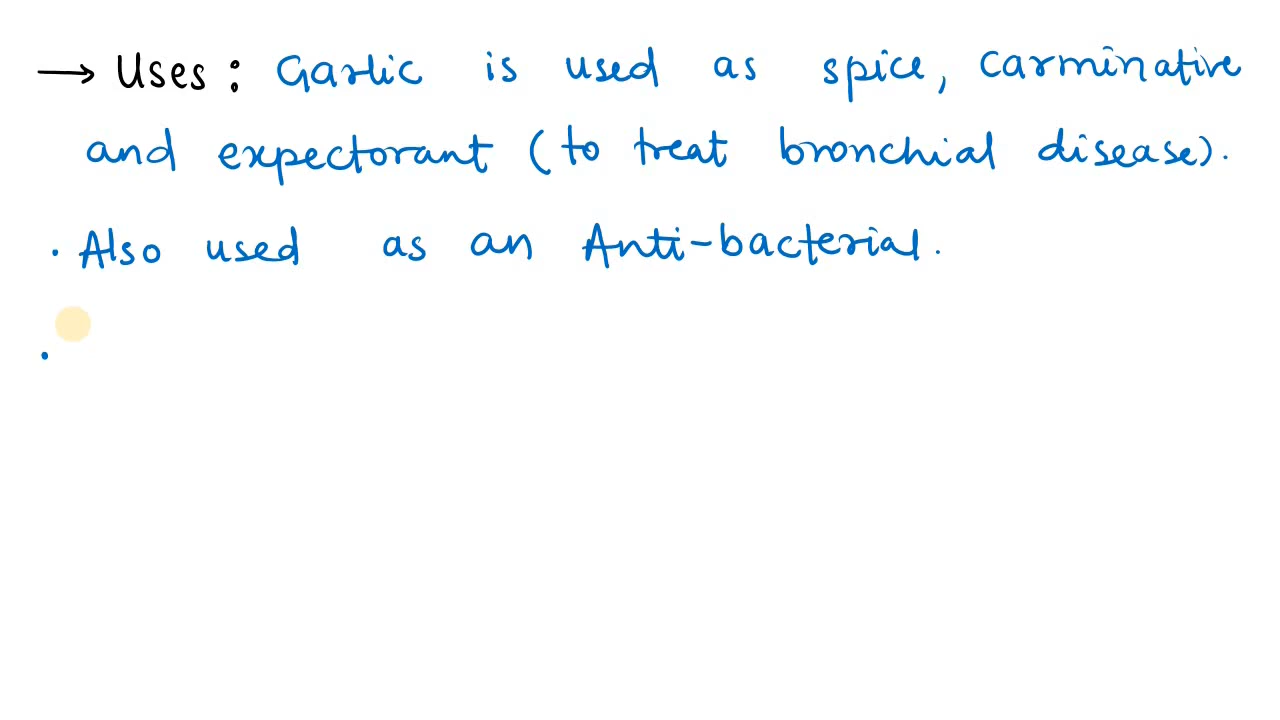 → Uses: Garlic is used as spice, carminative
and expectorant (to treat bronchial disease).
· Also used as an Anti-bacterial.
·